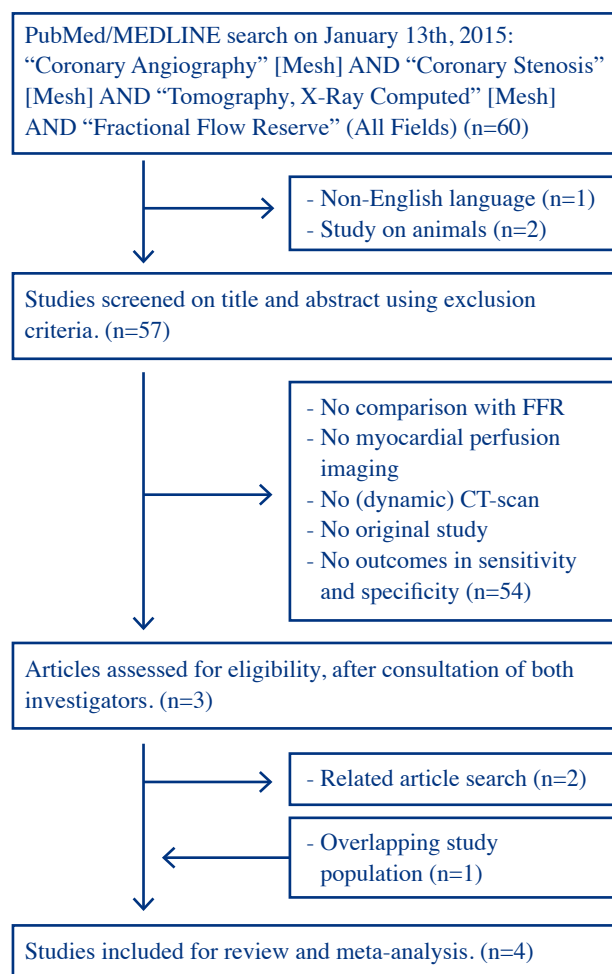 PubMed/MEDLINE search on January 13th, 2015:
“Coronary Angiography” [Mesh] AND “Coronary Stenosis”
[Mesh] AND “Tomography, X-Ray Computed” [Mesh]
AND “Fractional Flow Reserve” (All Fields) (n=60)
- Non-English language (n=1)
- Study on animals (n=2)
Studies screened on title and abstract using exclusion
criteria. (n=57)
- No comparison with FFR
- No myocardial perfusion
imaging
- No (dynamic) CT-scan
- No original study
- No outcomes in sensitivity
and specificity (n=54)
Articles assessed for eligibility, after consultation of both
investigators. (n=3)
- Related article search (n=2)
- Overlapping study
population (n=1)
Studies included for review and meta-analysis. (n=4)